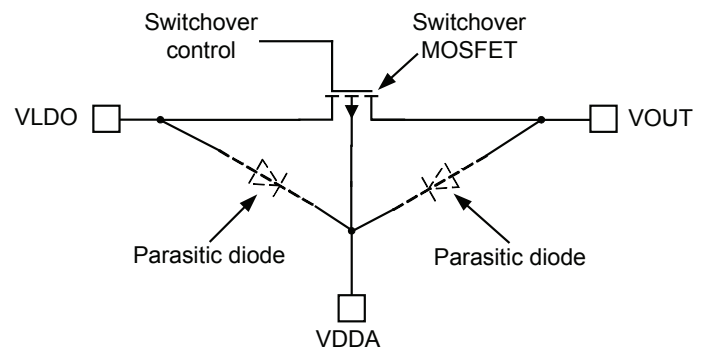 Switchover
control
Switchover
MOSFET
VLDO
VOUT
Parasitic diode
Parasitic diode
VDDA